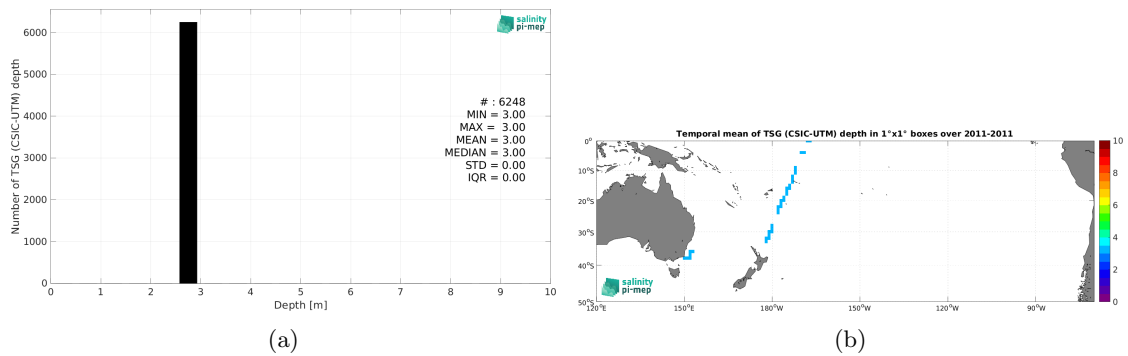 6000
5000
4000
3000
2000
1000
0
Number of TSG (CSIC-UTM) depth
salinity
pi-mep
# : 6248
MIN = 3.00
MAX = 3.00
MEAN = 3.00
MEDIAN = 3.00
STD = 0.00
IQR = 0.00
0 1 2 3 4 5 6 7 8 9 10
Depth [m]
(a)
Temporal mean of TSG (CSIC-UTM) depth in 1°x1° boxes over 2011-2011
0°
10°S
20°S
30°S
40°S
50°S
120°E 150°E 180°W 150°W 120°W 90°W
salinity
pi-mep
10
8
6
4
2
0
(b)